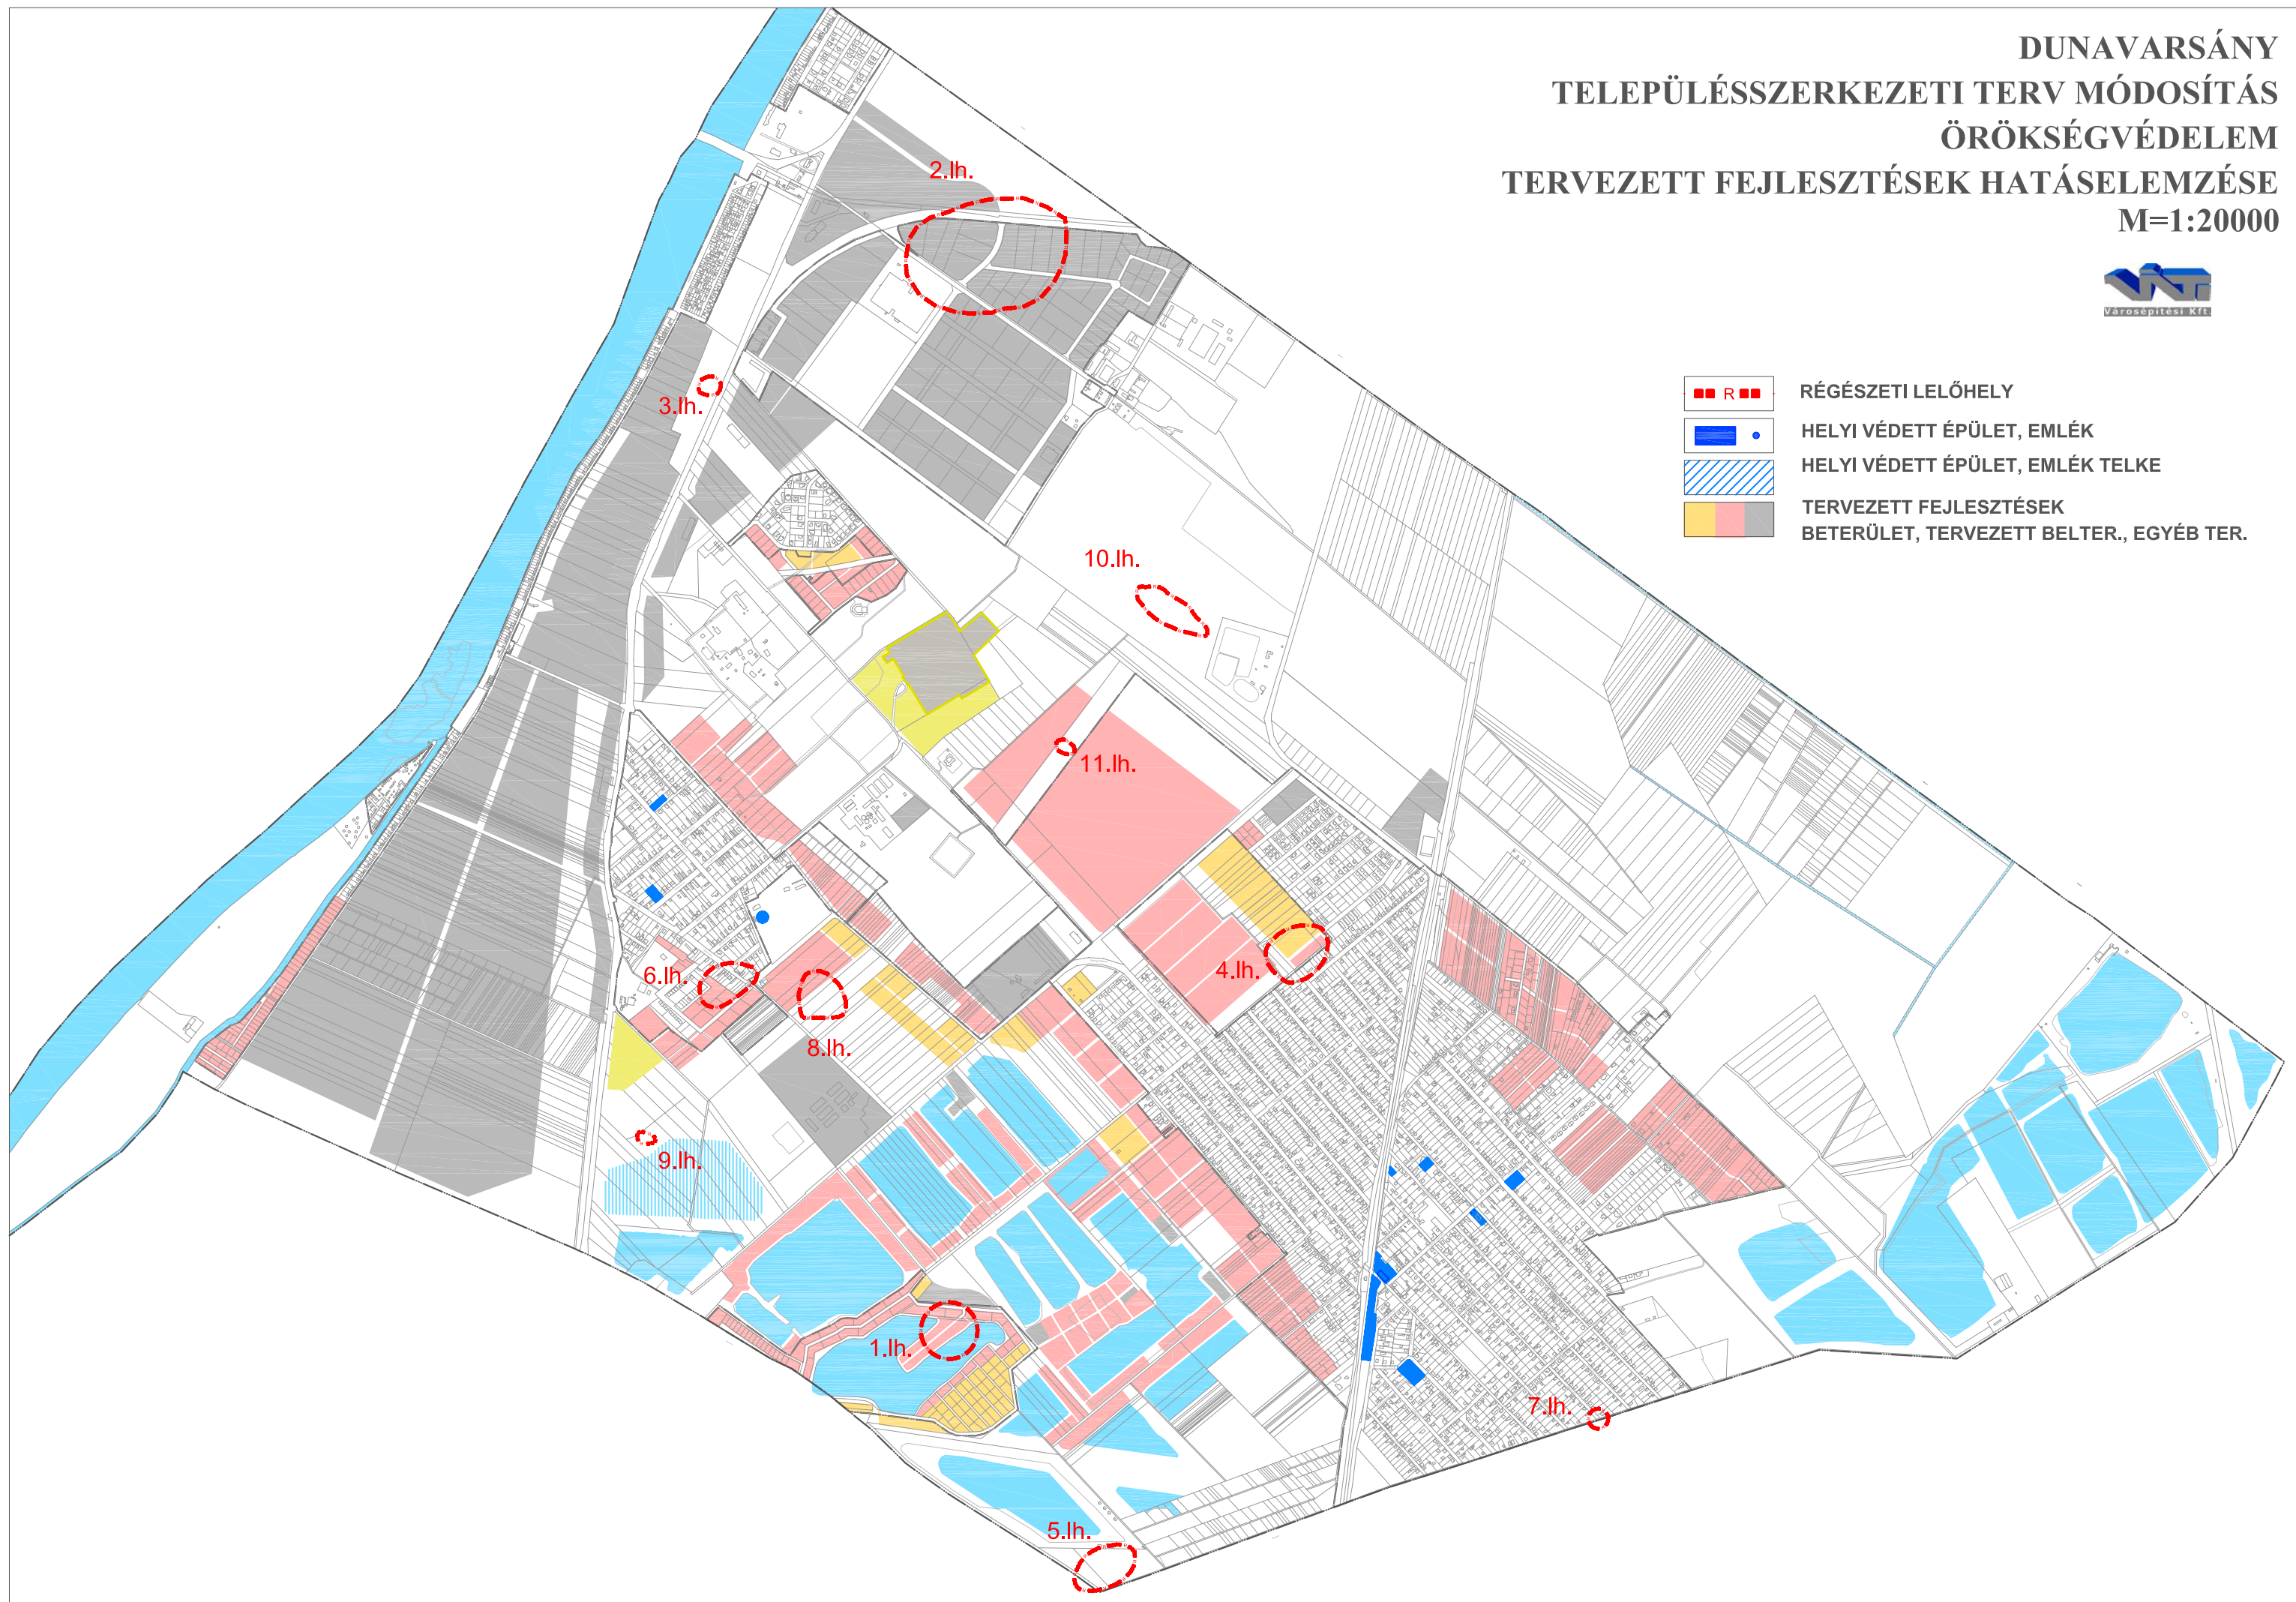 DUNAVARSÁNY
TELEPÜLÉSSZERKEZETI TERV MÓDOSÍTÁS
ÖRÖKSÉGVÉDELEM
TERVEZETT FEJLESZTÉSEK HATÁSELEMZÉSE
M=1:20000
Városépítési Kft.
R
RÉGÉSZETI LELŐHELY
HELYI VÉDETT ÉPÜLET, EMLÉK
HELYI VÉDETT ÉPÜLET, EMLÉK TELKE
TERVEZETT FEJLESZTÉSEK
BETERÜLET, TERVEZETT BELTER., EGYÉB TER.
2.lh.
3.lh.
10.lh.
11.lh.
4.lh.
6.lh.
8.lh.
9.lh.
1.lh.
7.lh.
5.lh.